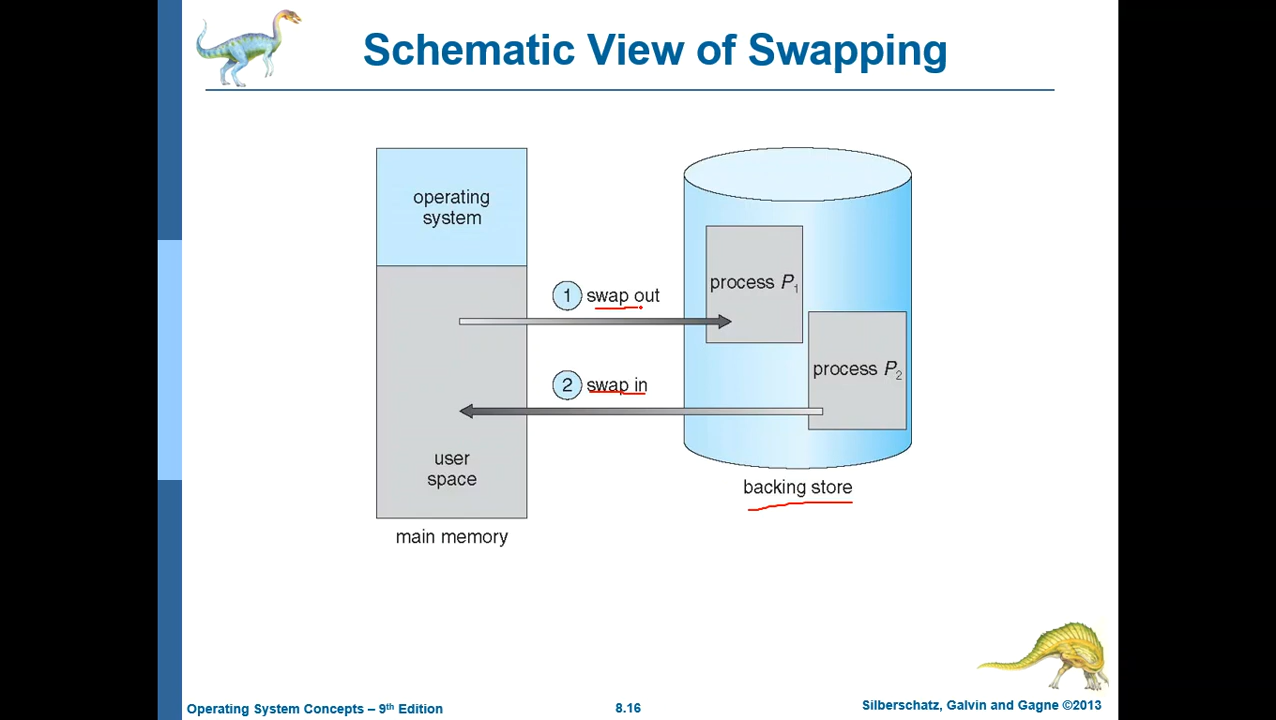 Schematic View of Swapping
operating
system
1 swap out
process P1
2 swap in
process P2
user
space
backing store
main memory
Operating System Concepts – 9th Edition
8.16
Silberschatz, Galvin and Gagne ©2013